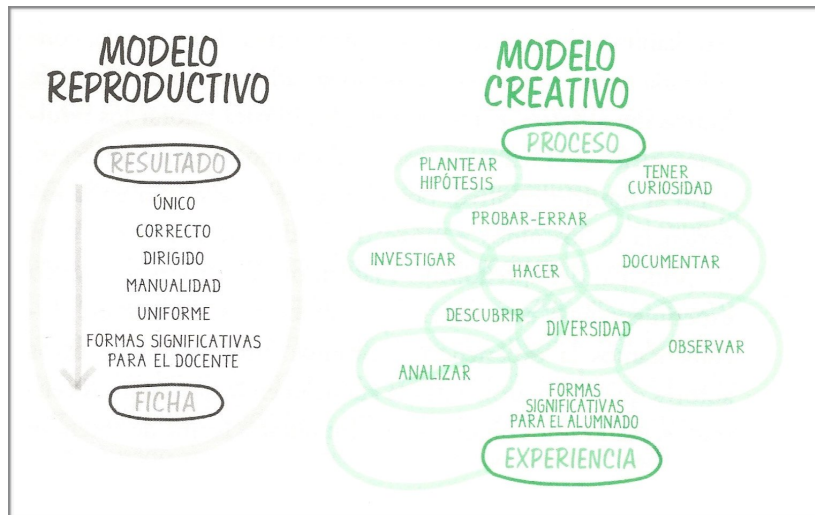 MODELO
REPRODUCTIVO
RESULTADO
ÚNICO
CORRECTO
DIRIGIDO
MANUALIDAD
UNIFORME
FORMAS SIGNIFICATIVAS
PARA EL DOCENTE
FICHA
MODELO
CREATIVO
PROCESO
PLANTEAR
HIPÓTESIS
TENER
CURIOSIDAD
PROBAR-ERRAR
INVESTIGAR
HACER
DOCUMENTAR
DESCUBRIR
DIVERSIDAD
OBSERVAR
ANALIZAR
FORMAS
SIGNIFICATIVAS
PARA EL ALUMNADO
EXPERIENCIA